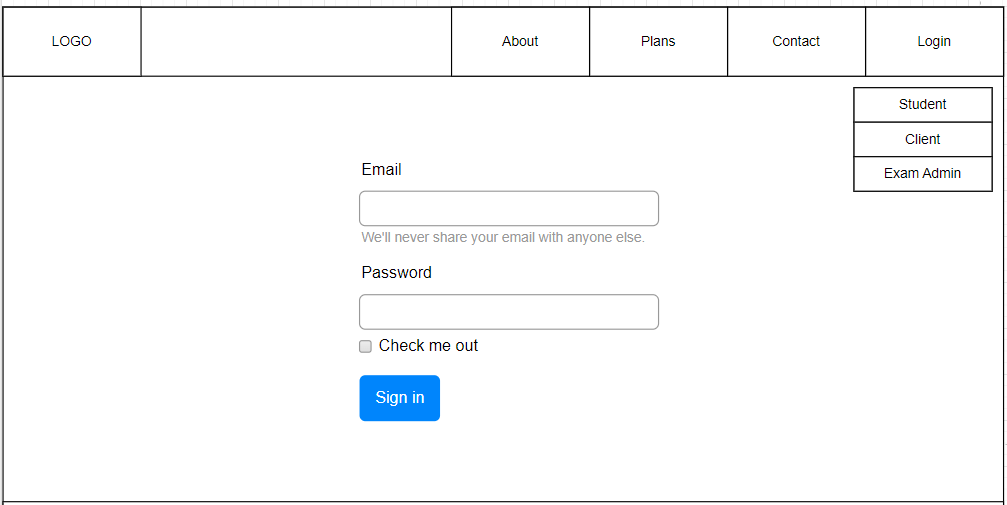 LOGO
About
Plans
Contact
Login
Student
Client
Exam Admin
Email
We'll never share your email with anyone else.
Password
Check me out
Sign in